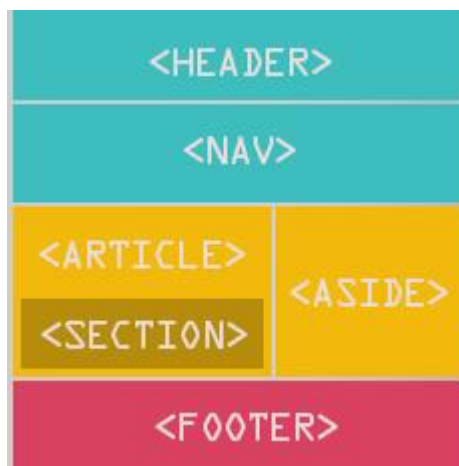 <HEADER>
<NAV>
<ARTICLE>
<SECTION>
<ASIDE>
<FOOTER>